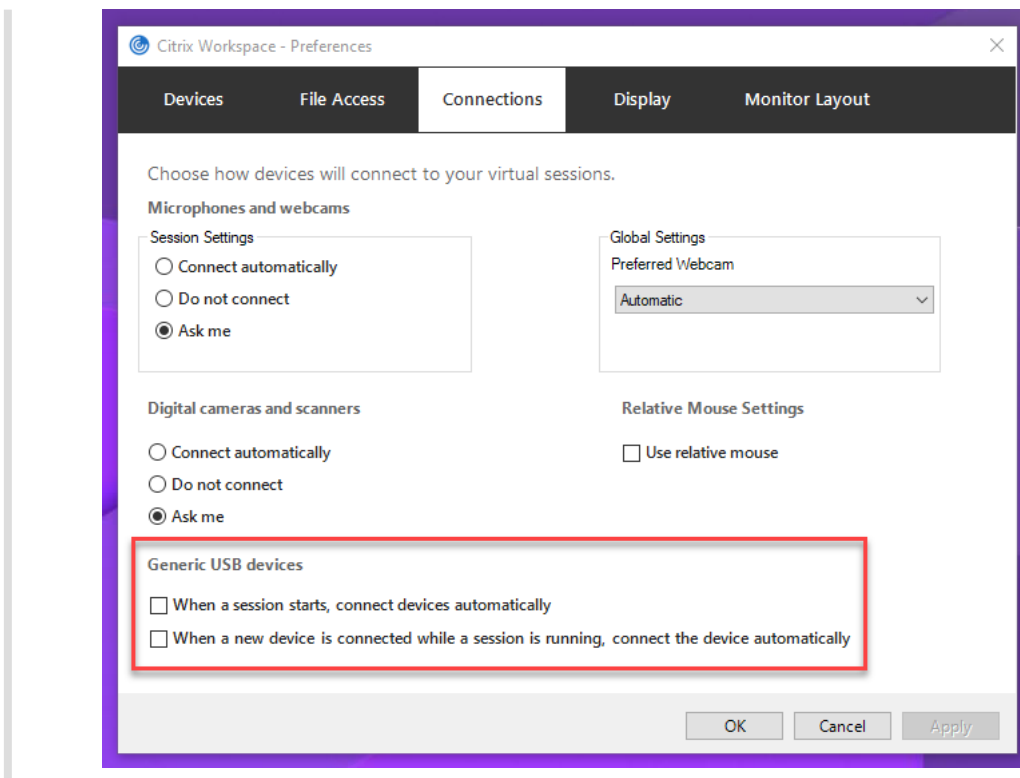 Citrix Workspace - Preferences
Devices
File Access
Connections
Display
Monitor Layout
Choose how devices will connect to your virtual sessions.
Microphones and webcams
Session Settings
Connect automatically
Do not connect
Ask me
Global Settings
Preferred Webcam
Automatic
Digital cameras and scanners
Connect automatically
Do not connect
Ask me
Relative Mouse Settings
Use relative mouse
Generic USB devices
When a session starts, connect devices automatically
When a new device is connected while a session is running, connect the device automatically
OK
Cancel
Apply